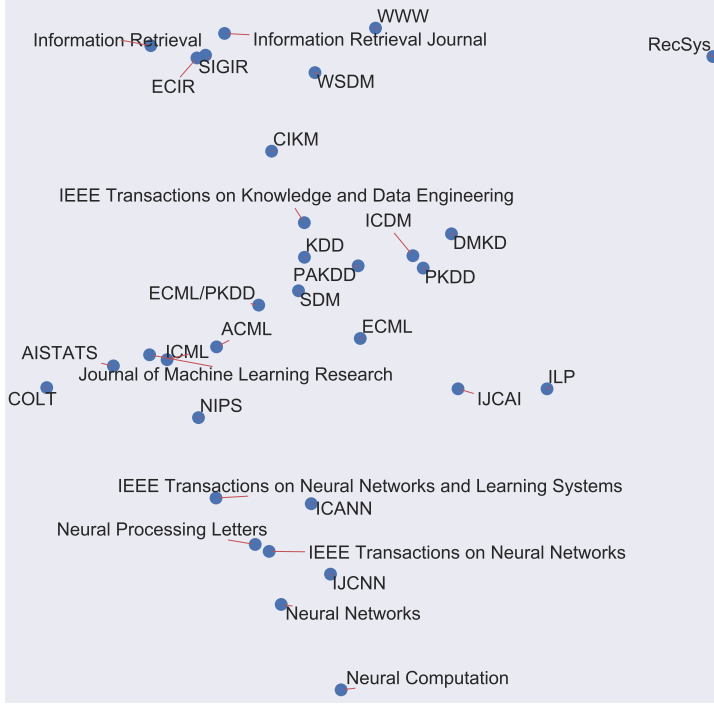 WWW
Information Retrieval
Information Retrieval Journal
RecSys
SIGIR
ECIR
WSDM
CIKM
IEEE Transactions on Knowledge and Data Engineering
ICDM
KDD
DMKD
PAKDD
PKDD
ECML/PKDD
SDM
ACML
ECML
AISTATS
ICML
Journal of Machine Learning Research
ILP
COLT
IJCAI
NIPS
IEEE Transactions on Neural Networks and Learning Systems
ICANN
Neural Processing Letters
IEEE Transactions on Neural Networks
IJCNN
Neural Networks
Neural Computation